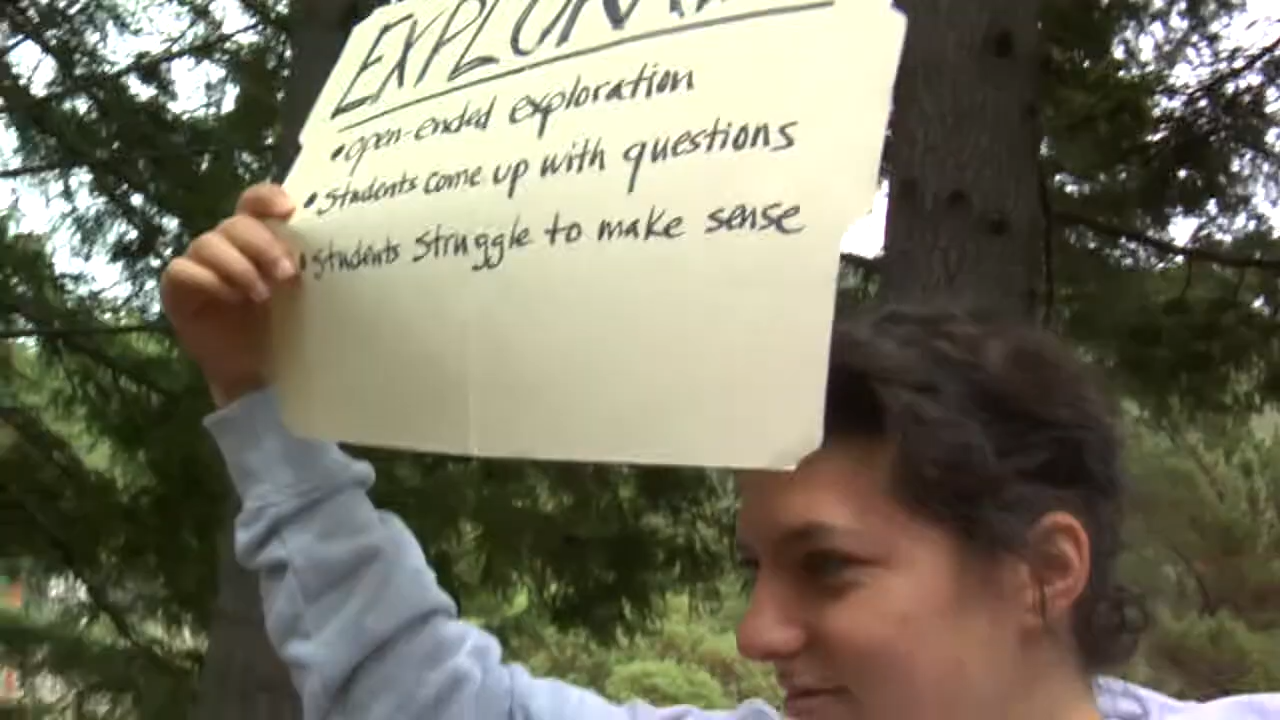 • open-ended exploration
• Students come up with questions
• Students struggle to make sense